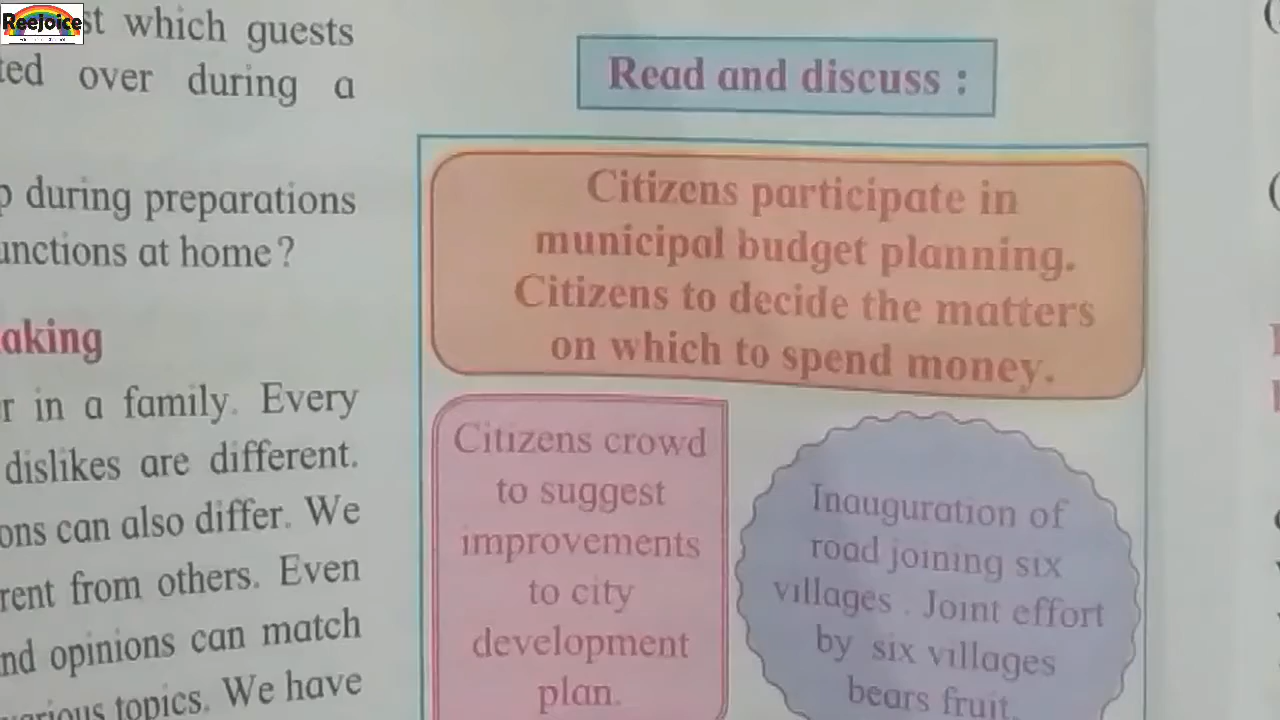 Reejoice
st which guests
ted over during a
p during preparations
unctions at home?
aking
r in a family. Every
dislikes are different.
ons can also differ. We
rent from others. Even
nd opinions can match
topics. We have
Read and discuss :
Citizens participate in
municipal budget planning.
Citizens to decide the matters
on which to spend money.
Citizens crowd
to suggest
improvements
to city
development
plan.
Inauguration of
road joining six
villages . Joint effort
by six villages
bears fruit.